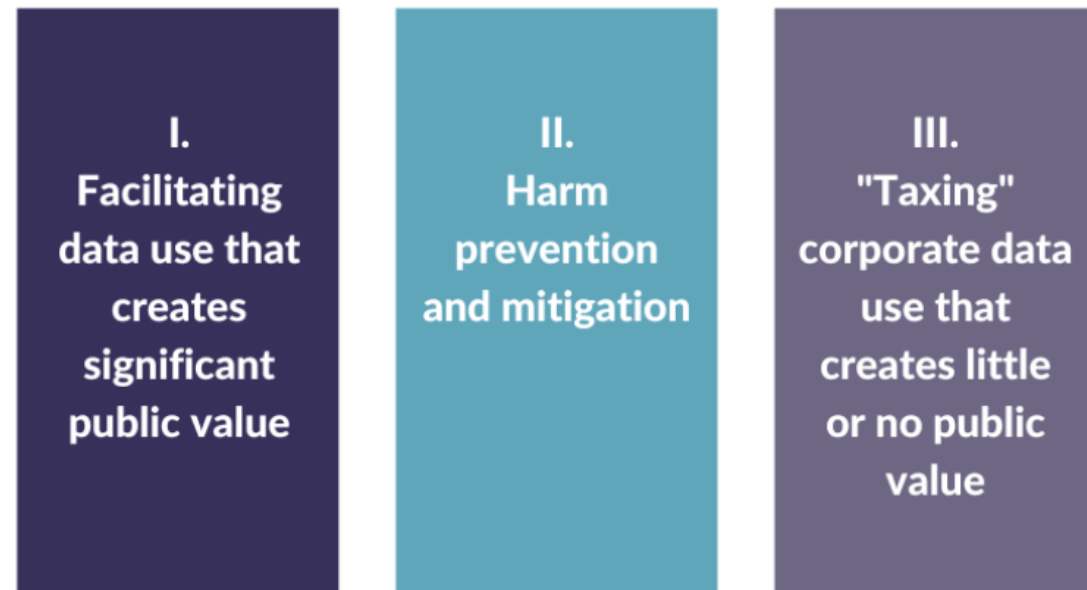 I.
Facilitating
data use that
creates
significant
public value
II.
Harm
prevention
and mitigation
III.
"Taxing"
corporate data
use that
creates little
or no public
value